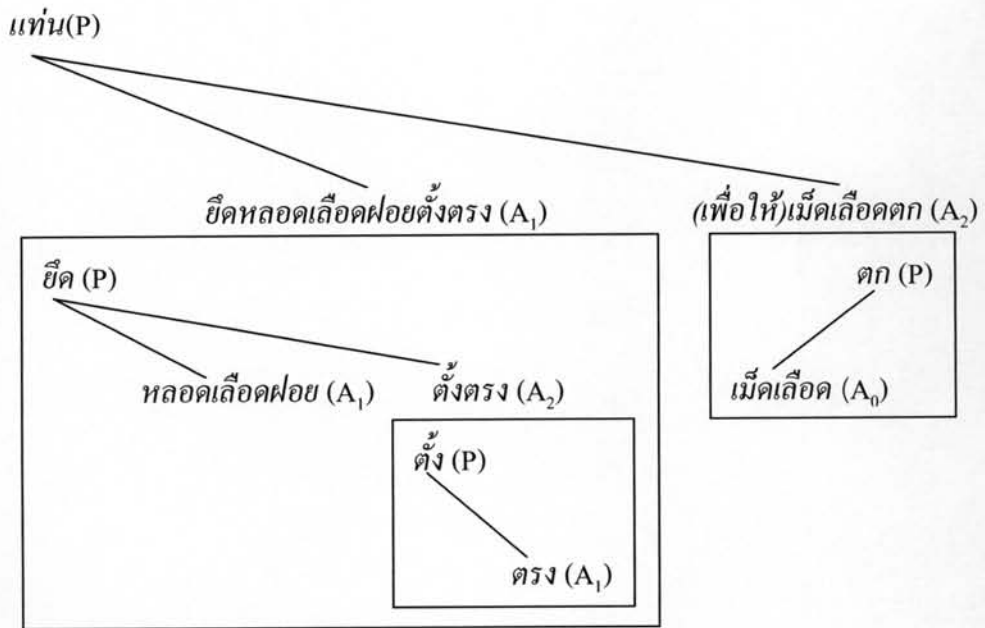 แท่น(P)
ยึดหลอดเลือดฝอยตั้งตรง (A₁) (เพื่อให้)เม็ดเลือดตก (A₂)
ยึด (P) ตก (P)
หลอดเลือดฝอย (A₁) ตั้งตรง (A₂) เม็ดเลือด (A₀)
ตั้ง (P)
ตรง (A₁)